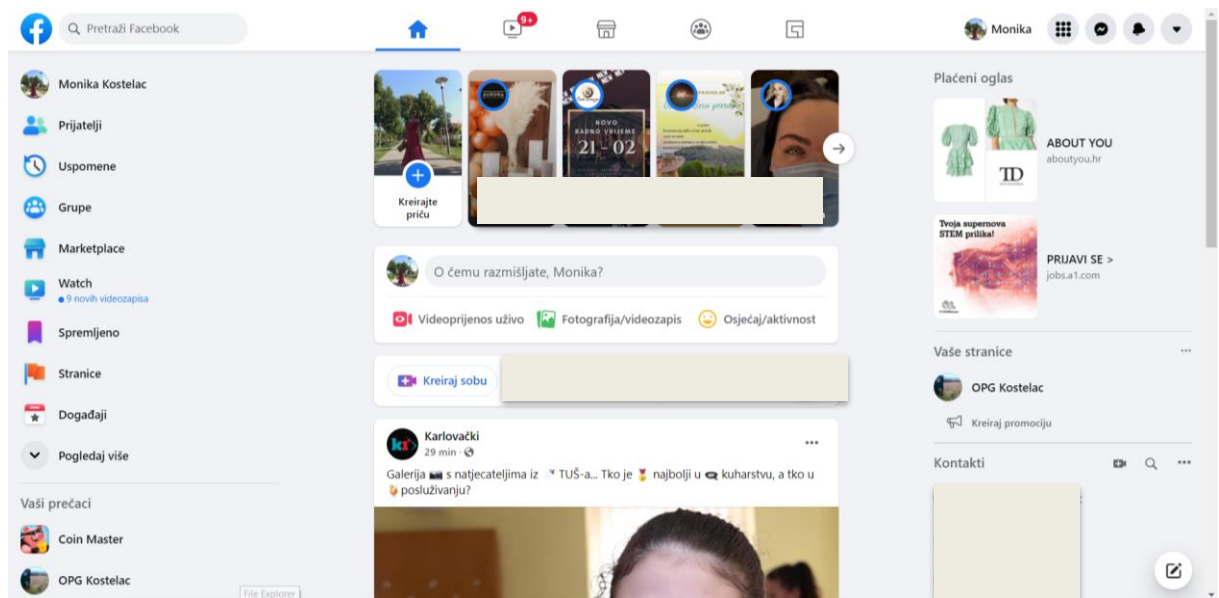 Pretraži Facebook
9+
Monika
Monika Kostelac
Prijatelji
Uspomene
Grupe
Marketplace
Watch
9 novih videozapisa
Spremljeno
Stranice
Događaji
Pogledaj više
Vaši prečaci
Coin Master
OPG Kostelac
File Explorer
Kreirajte
priču
AURORA
NOVO
RADNO VRIJEME
21 - 02
O čemu razmišljate, Monika?
Videoprijenos uživo
Fotografija/videozapis
Osjećaj/aktivnost
Kreiraj sobu
Karlovački
29 min ·
Galerija s natjecateljima iz TUŠ-a... Tko je najbolji u kuharstvu, a tko u
posluživanju?
Plaćeni oglas
ABOUT YOU
aboutyou.hr
TD
Tvoja supernova
STEM prilika!
PRIJAVI SE >
jobs.a1.com
Vaše stranice
OPG Kostelac
Kreiraj promociju
Kontakti